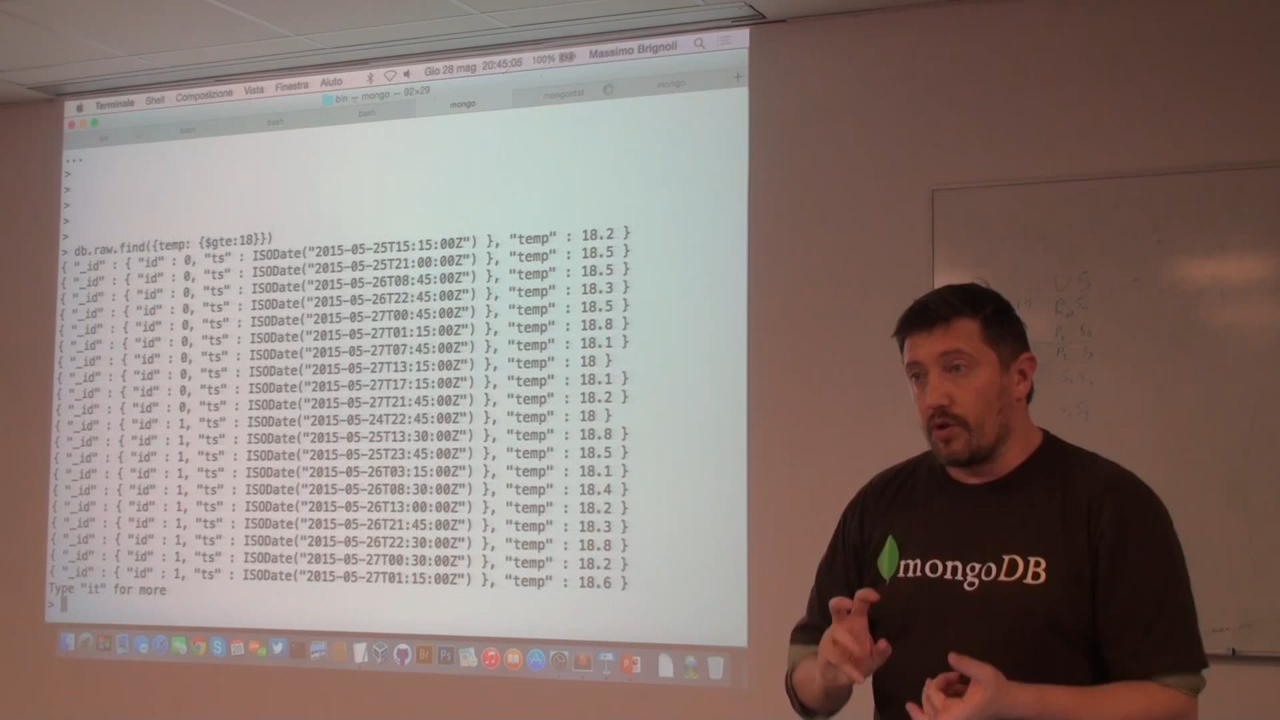 Terminale Shell Composizione Vista Finestra Aiuto Gio 28 mag 20:45:05 100% Massimo Brignoli
bin — mongo — 92×29
bash bash bash mongo mongostat mongo
...
>
>
>
>
>
> db.raw.find({temp: {$gte:18}})
{ "_id" : { "id" : 0, "ts" : ISODate("2015-05-25T15:15:00Z") }, "temp" : 18.2 }
{ "_id" : { "id" : 0, "ts" : ISODate("2015-05-25T21:00:00Z") }, "temp" : 18.5 }
{ "_id" : { "id" : 0, "ts" : ISODate("2015-05-26T08:45:00Z") }, "temp" : 18.5 }
{ "_id" : { "id" : 0, "ts" : ISODate("2015-05-26T22:45:00Z") }, "temp" : 18.3 }
{ "_id" : { "id" : 0, "ts" : ISODate("2015-05-27T00:45:00Z") }, "temp" : 18.5 }
{ "_id" : { "id" : 0, "ts" : ISODate("2015-05-27T01:15:00Z") }, "temp" : 18.8 }
{ "_id" : { "id" : 0, "ts" : ISODate("2015-05-27T07:45:00Z") }, "temp" : 18.1 }
{ "_id" : { "id" : 0, "ts" : ISODate("2015-05-27T13:15:00Z") }, "temp" : 18 }
{ "_id" : { "id" : 0, "ts" : ISODate("2015-05-27T17:15:00Z") }, "temp" : 18.1 }
{ "_id" : { "id" : 0, "ts" : ISODate("2015-05-27T21:45:00Z") }, "temp" : 18.2 }
{ "_id" : { "id" : 1, "ts" : ISODate("2015-05-24T22:45:00Z") }, "temp" : 18 }
{ "_id" : { "id" : 1, "ts" : ISODate("2015-05-25T13:30:00Z") }, "temp" : 18.8 }
{ "_id" : { "id" : 1, "ts" : ISODate("2015-05-25T23:45:00Z") }, "temp" : 18.5 }
{ "_id" : { "id" : 1, "ts" : ISODate("2015-05-26T03:15:00Z") }, "temp" : 18.1 }
{ "_id" : { "id" : 1, "ts" : ISODate("2015-05-26T08:30:00Z") }, "temp" : 18.4 }
{ "_id" : { "id" : 1, "ts" : ISODate("2015-05-26T13:00:00Z") }, "temp" : 18.2 }
{ "_id" : { "id" : 1, "ts" : ISODate("2015-05-26T21:45:00Z") }, "temp" : 18.3 }
{ "_id" : { "id" : 1, "ts" : ISODate("2015-05-26T22:30:00Z") }, "temp" : 18.8 }
{ "_id" : { "id" : 1, "ts" : ISODate("2015-05-27T00:30:00Z") }, "temp" : 18.2 }
{ "_id" : { "id" : 1, "ts" : ISODate("2015-05-27T01:15:00Z") }, "temp" : 18.6 }
Type "it" for more
>
mongoDB